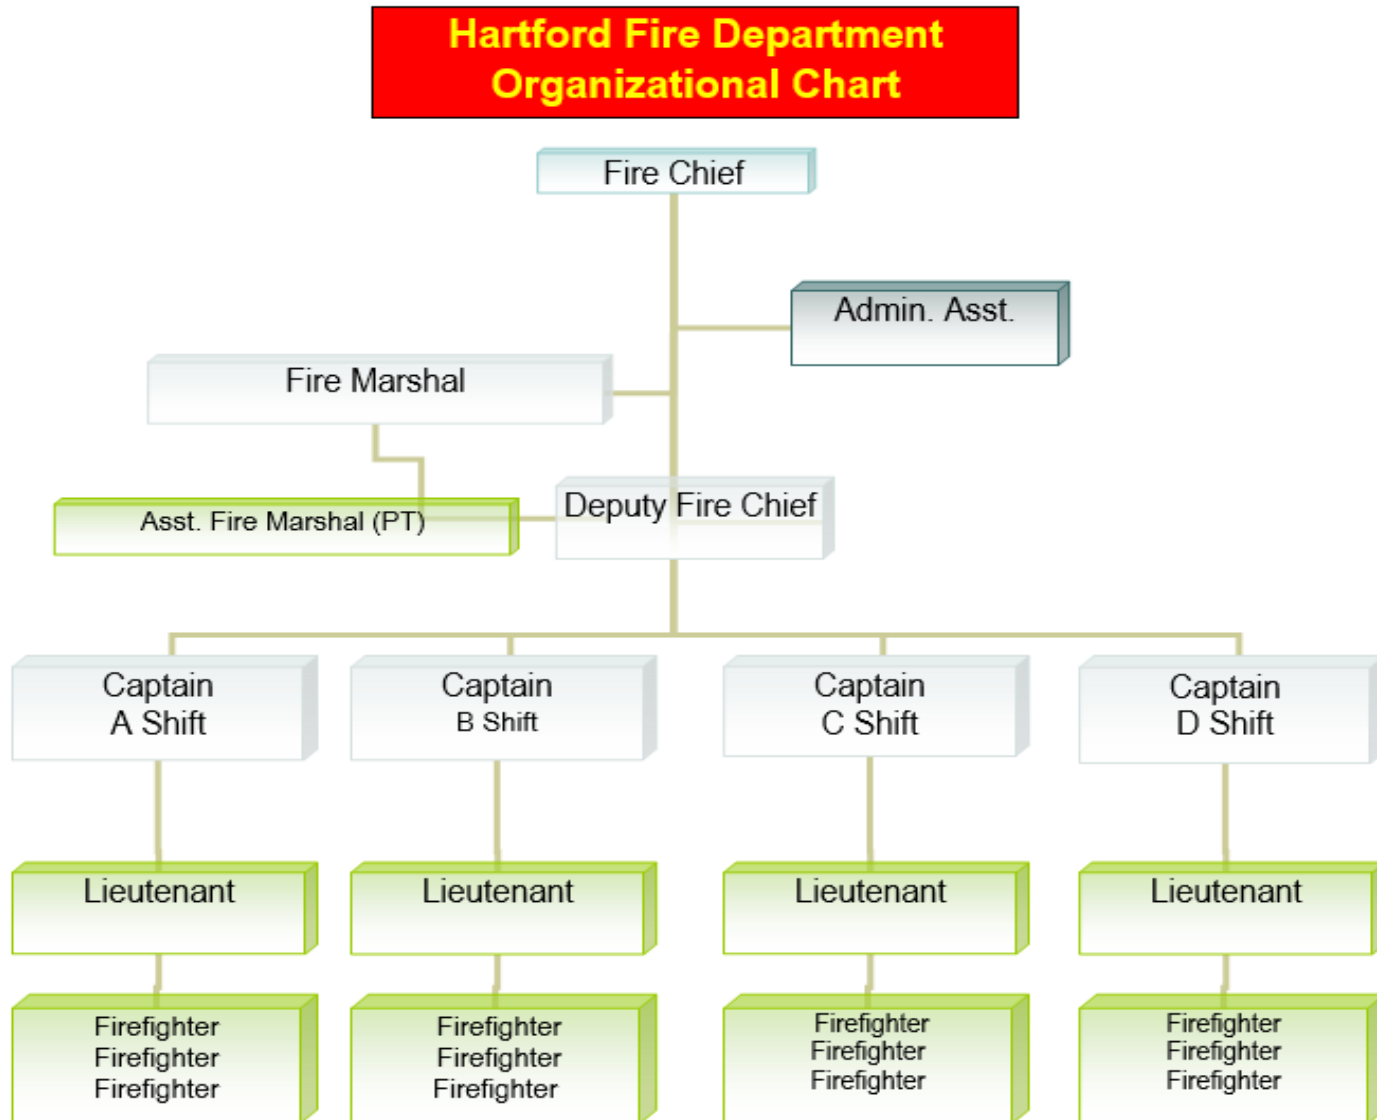 Hartford Fire Department
Organizational Chart
Fire Chief
Admin. Asst.
Fire Marshal
Deputy Fire Chief
Asst. Fire Marshal (PT)
Captain
A Shift
Captain
B Shift
Captain
C Shift
Captain
D Shift
Lieutenant
Lieutenant
Lieutenant
Lieutenant
Firefighter
Firefighter
Firefighter
Firefighter
Firefighter
Firefighter
Firefighter
Firefighter
Firefighter
Firefighter
Firefighter
Firefighter